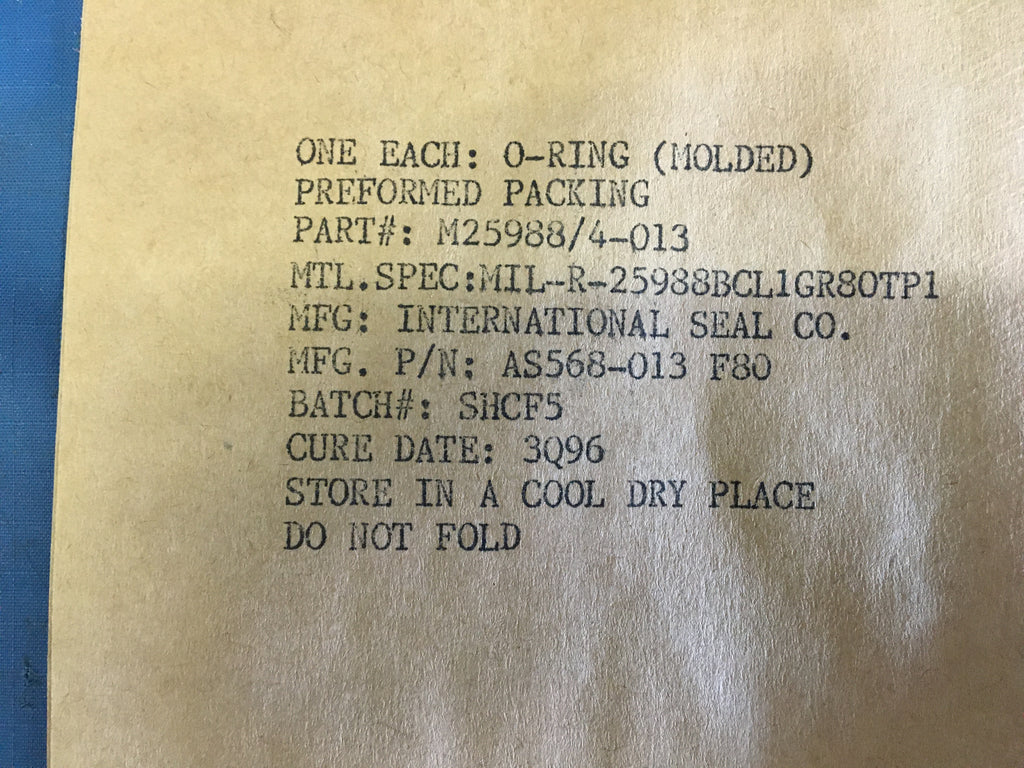 ONE EACH: O-RING (MOLDED)
PREFORMED PACKING
PART#: M25988/4-013
MTL.SPEC:MIL-R-25988BCL1GR80TP1
MFG: INTERNATIONAL SEAL CO.
MFG. P/N: AS568-013 F80
BATCH#: SHCF5
CURE DATE: 3Q96
STORE IN A COOL DRY PLACE
DO NOT FOLD